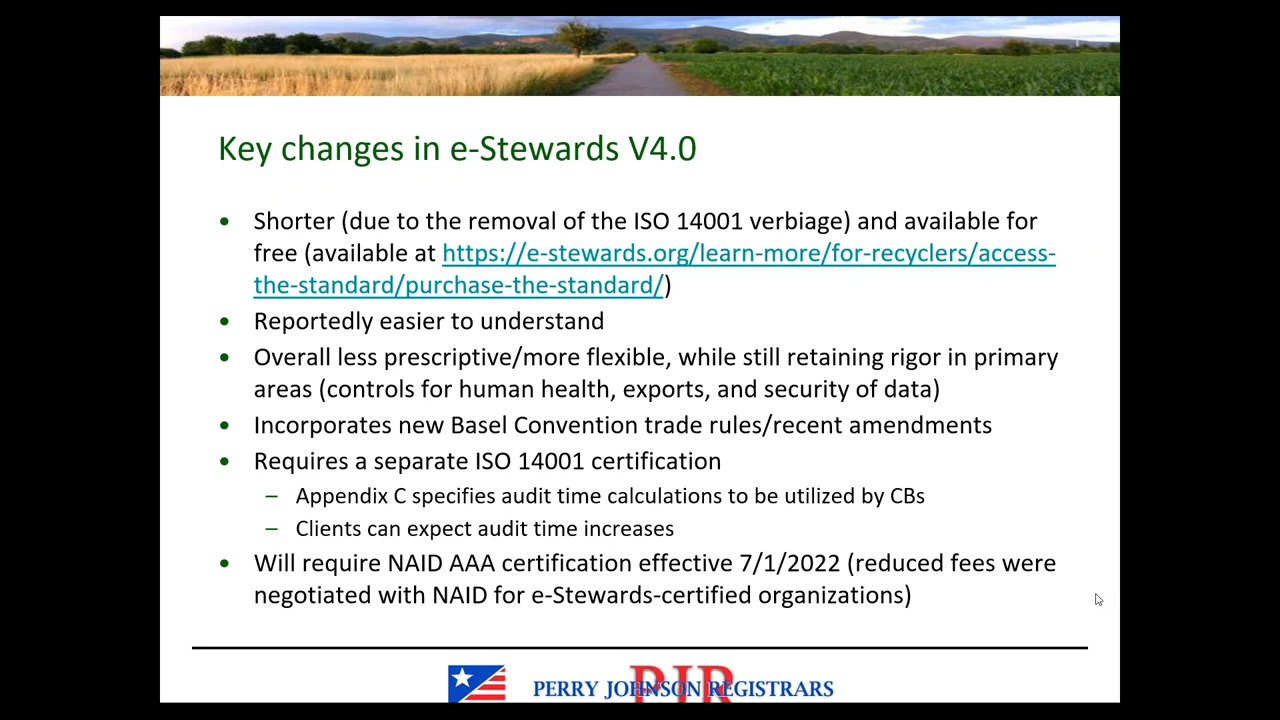 Key changes in e-Stewards V4.0
• Shorter (due to the removal of the ISO 14001 verbiage) and available for
free (available at https://e-stewards.org/learn-more/for-recyclers/access-
the-standard/purchase-the-standard/)
• Reportedly easier to understand
• Overall less prescriptive/more flexible, while still retaining rigor in primary
areas (controls for human health, exports, and security of data)
• Incorporates new Basel Convention trade rules/recent amendments
• Requires a separate ISO 14001 certification
– Appendix C specifies audit time calculations to be utilized by CBs
– Clients can expect audit time increases
• Will require NAID AAA certification effective 7/1/2022 (reduced fees were
negotiated with NAID for e-Stewards-certified organizations)
PJR
PERRY JOHNSON REGISTRARS